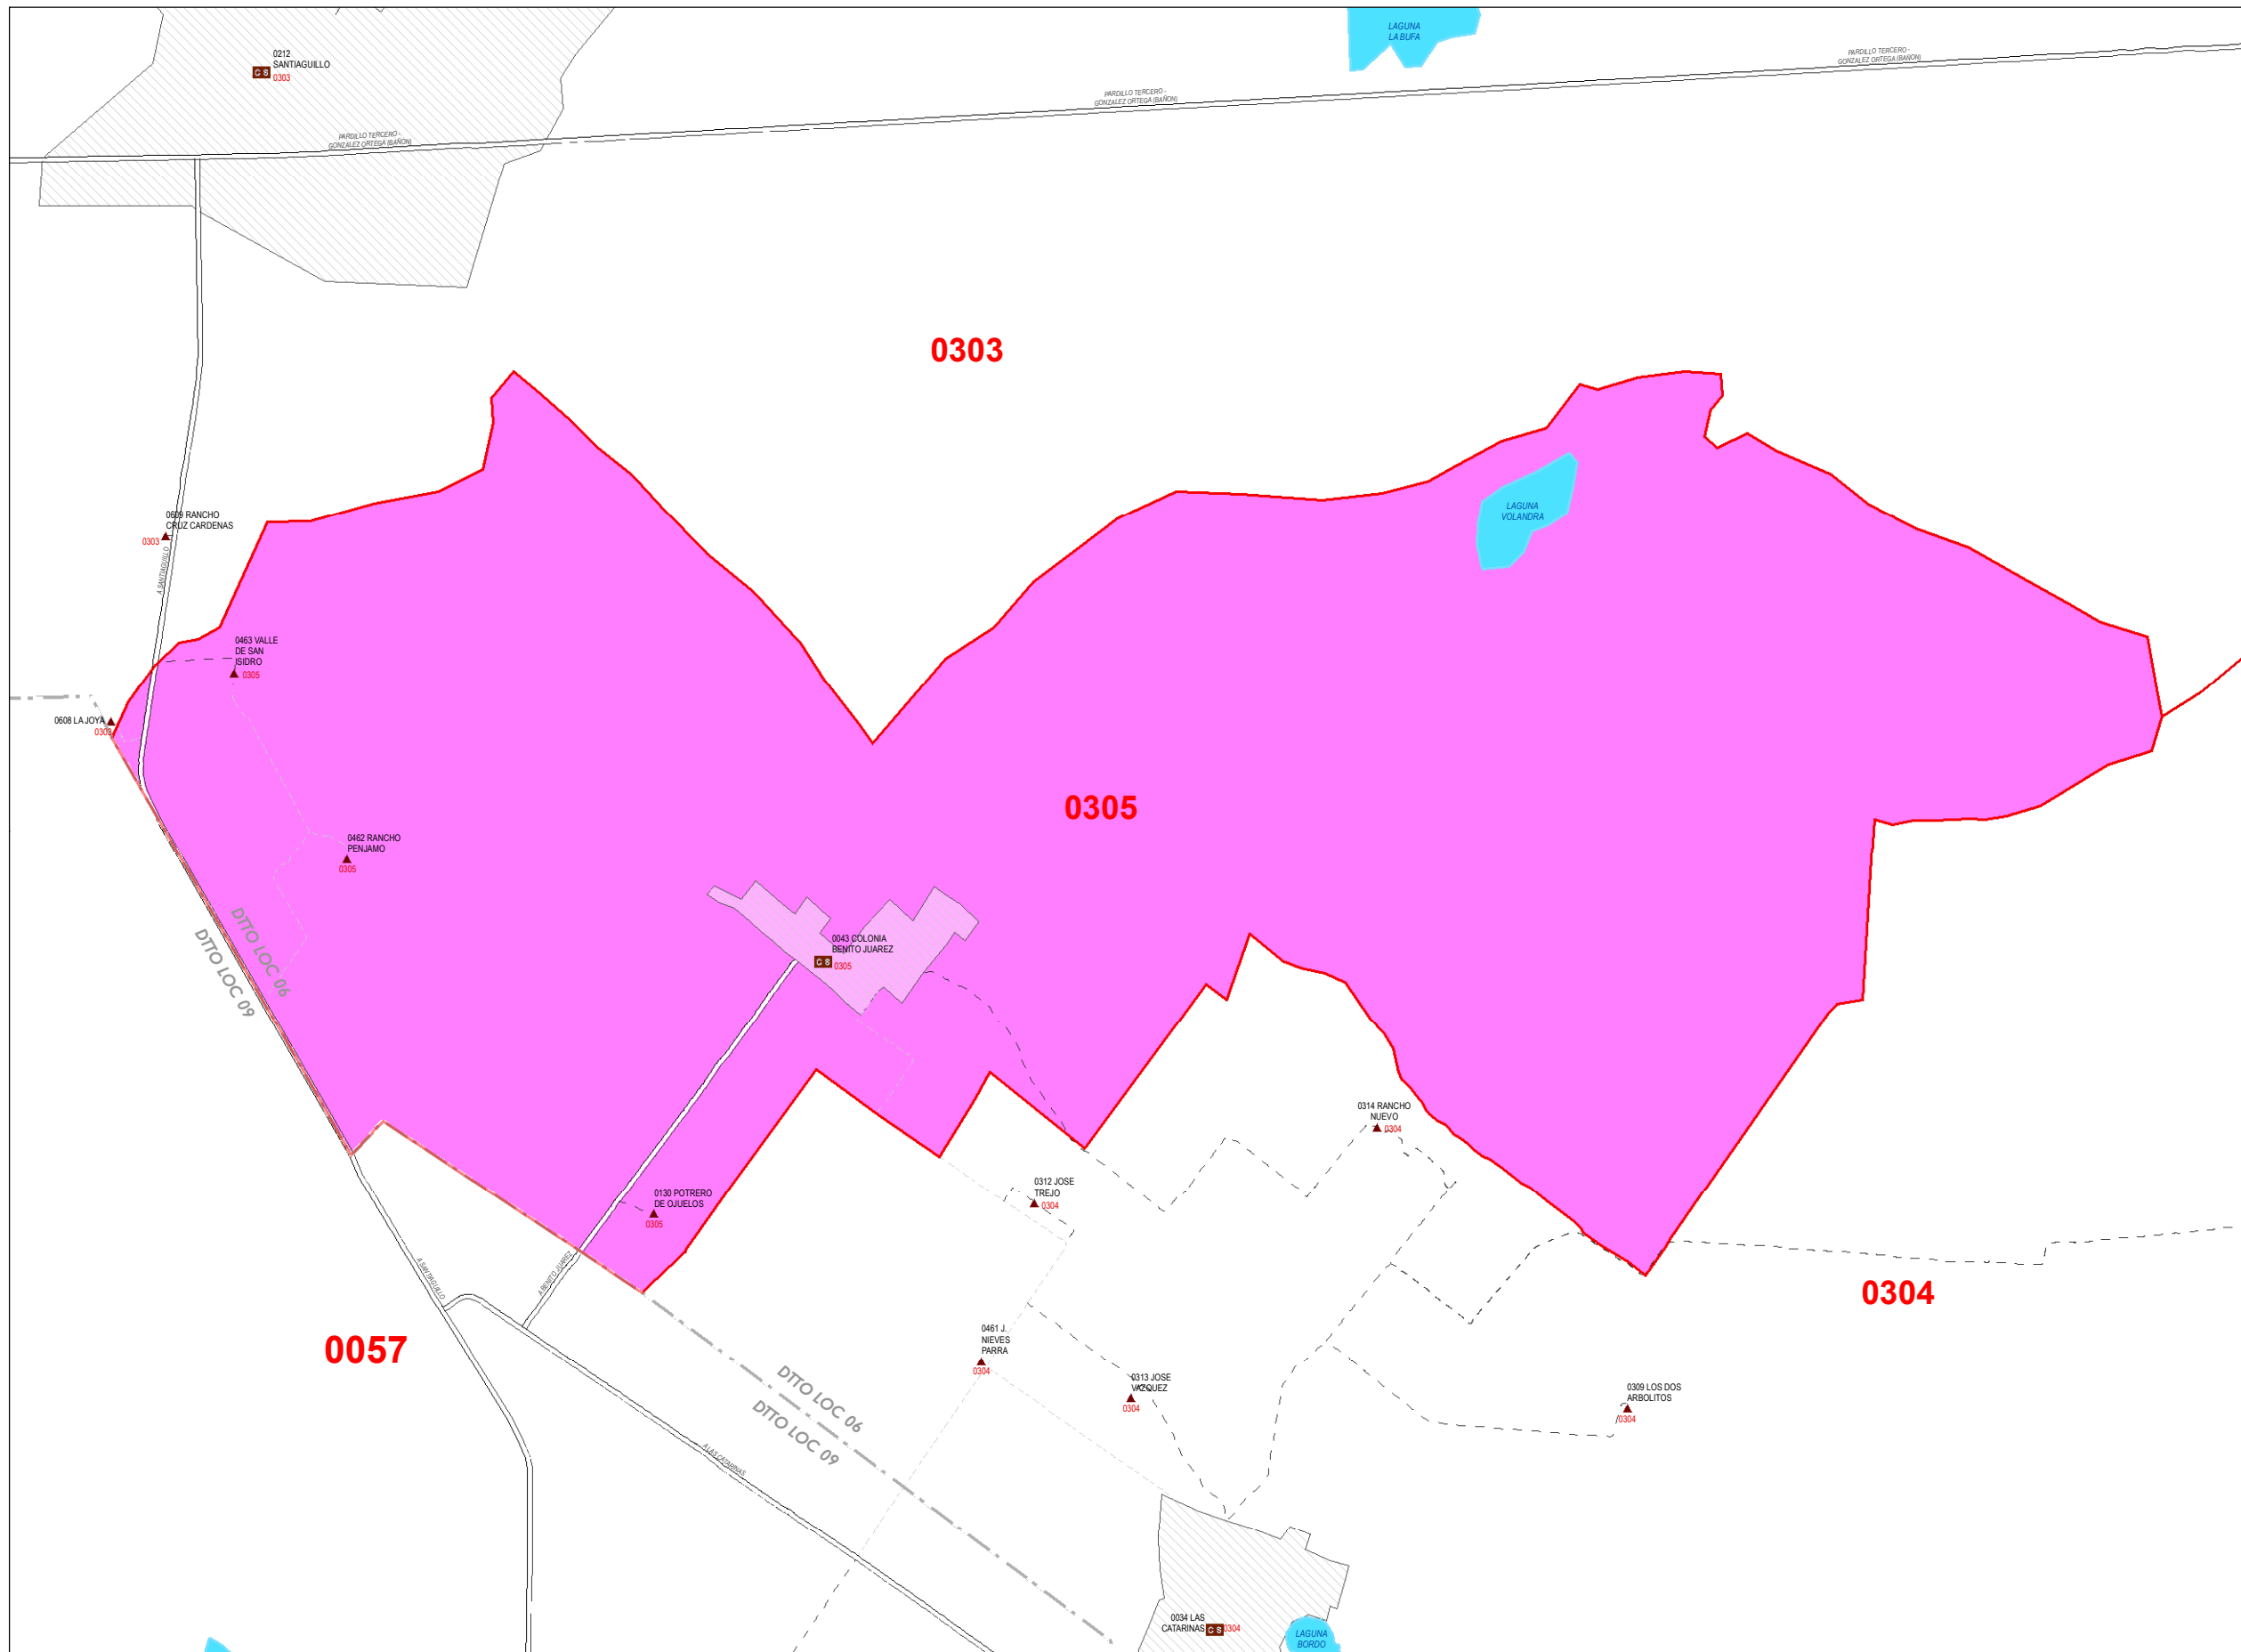 LAGUNA
LA BUFA
0212
SANTIAGUILLO
C S
0303
PARDILLO TERCERO -
GONZALEZ ORTEGA (BAÑON)
PARDILLO TERCERO -
GONZALEZ ORTEGA (BAÑON)
PARDILLO TERCERO -
GONZALEZ ORTEGA (BAÑON)
0303
LAGUNA
VOLANDRA
0609 RANCHO
CRUZ CARDENAS
0303
A SANTIAGUILLO
0463 VALLE
DE SAN
ISIDRO
0305
0608 LA JOYA
0303
0305
0462 RANCHO
PENJAMO
0305
DTTO LOC 06
DTTO LOC 09
0043 COLONIA
BENITO JUAREZ
C S
0305
0314 RANCHO
NUEVO
0304
0312 JOSE
TREJO
0304
0130 POTRERO
DE OJUELOS
0305
A BENITO JUAREZ
A SANTIAGUILLO
0304
0057
0461 J.
NIEVES
PARRA
0304
0313 JOSE
VAZQUEZ
0304
0309 LOS DOS
ARBOLITOS
0304
DTTO LOC 06
DTTO LOC 09
A LAS CATARINAS
0034 LAS
CATARINAS
C S
0304
LAGUNA
BORDO